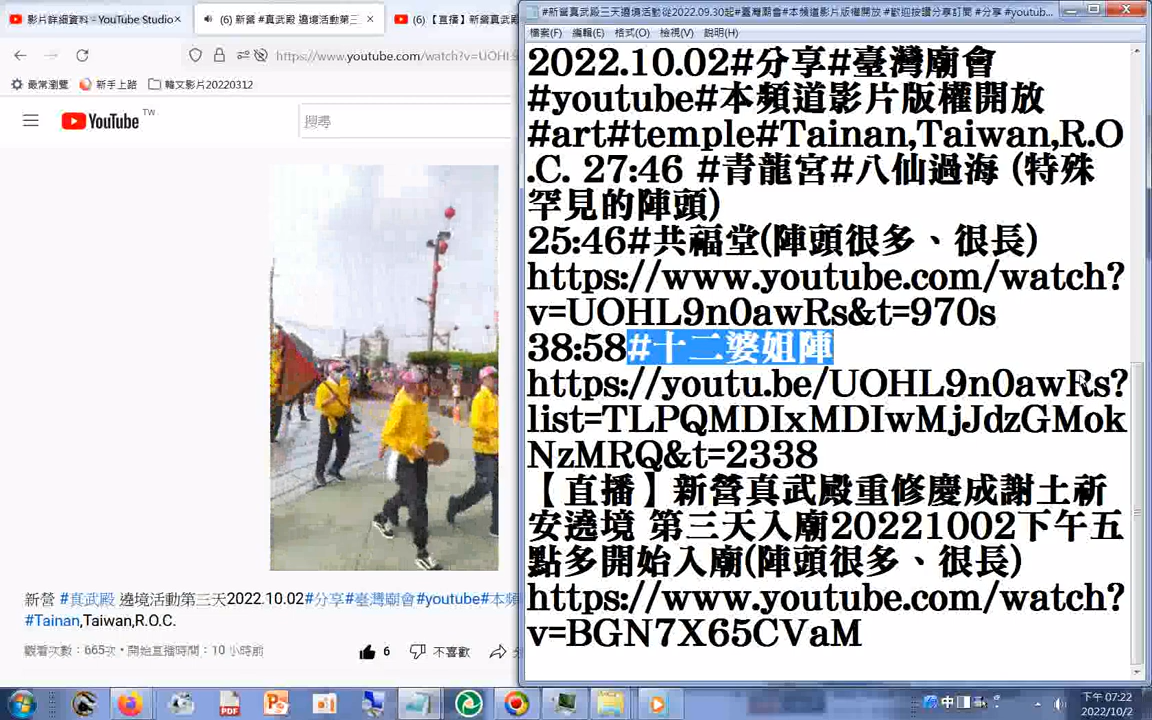 影片詳細資料 - YouTube Studio
(6) 新營 #真武殿 遶境活動第三
(6)【直播】新營真武殿
https://www.youtube.com/watch?v=UOHL9
最常瀏覽
新手上路
韓文影片20220312
YouTube TW
搜尋
新營 #真武殿 遶境活動第三天2022.10.02#分享#臺灣廟會#youtube#本頻
#Tainan,Taiwan,R.O.C.
觀看次數：665次 • 開始直播時間：10 小時前
6
不喜歡
#新營真武殿三天遶境活動從2022.09.30起#臺灣廟會#本頻道影片版權開放 #歡迎按讚分享訂閱 #分享 #youtub...
檔案(F) 編輯(E) 格式(O) 檢視(V) 說明(H)
2022.10.02#分享#臺灣廟會
#youtube#本頻道影片版權開放
#art#temple#Tainan,Taiwan,R.O
.C. 27:46 #青龍宮#八仙過海 (特殊
罕見的陣頭)
25:46#共福堂(陣頭很多、很長)
https://www.youtube.com/watch?
v=UOHL9n0awRs&t=970s
38:58#十二婆姐陣
https://youtu.be/UOHL9n0awRs?
list=TLPQMDIxMDIwMjJdzGMok
NzMRQ&t=2338
【直播】新營真武殿重修慶成謝土祈
安遶境 第三天入廟20221002下午五
點多開始入廟(陣頭很多、很長)
https://www.youtube.com/watch?
v=BGN7X65CVaM
中
下午 07:22
2022/10/2